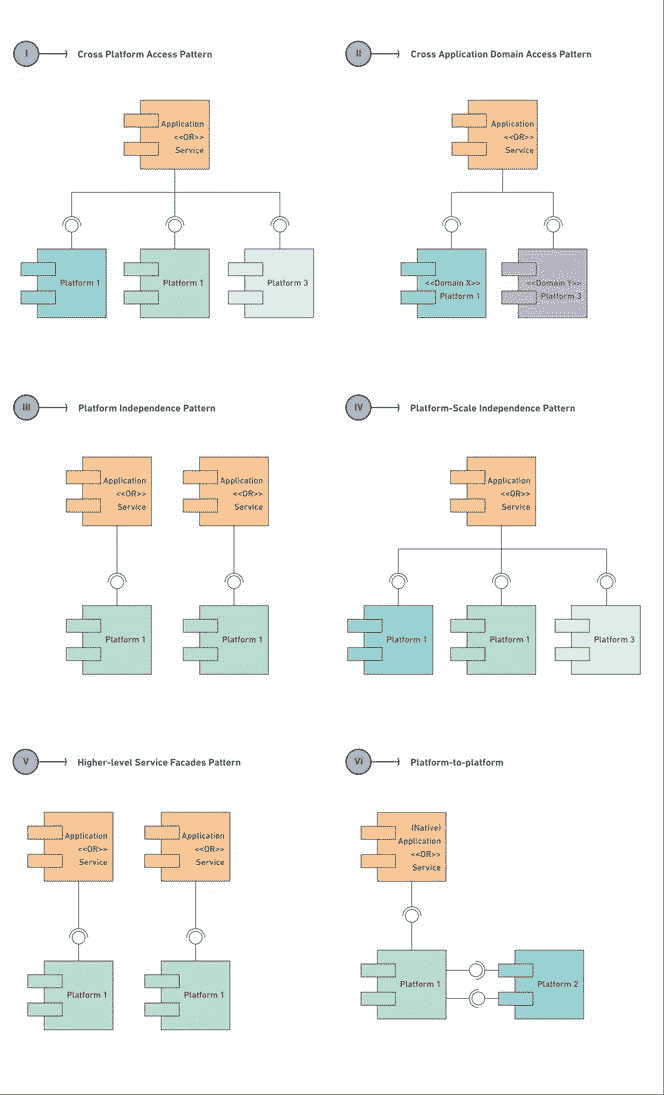 I
Cross Platform Access Pattern
Application
<<OR>>
Service
Platform 1
Platform 1
Platform 3
II
Cross Application Domain Access Pattern
Application
<<OR>>
Service
<<Domain X>>
Platform 1
<<Domain Y>>
Platform 3
III
Platform Independence Pattern
Application
<<OR>>
Service
Application
<<OR>>
Service
Platform 1
Platform 1
IV
Platform-Scale Independence Pattern
Application
<<OR>>
Service
Platform 1
Platform 1
Platform 3
V
Higher-level Service Facades Pattern
Application
<<OR>>
Service
Application
<<OR>>
Service
Platform 1
Platform 1
VI
Platform-to-platform
(Native)
Application
<<OR>>
Service
Platform 1
Platform 2